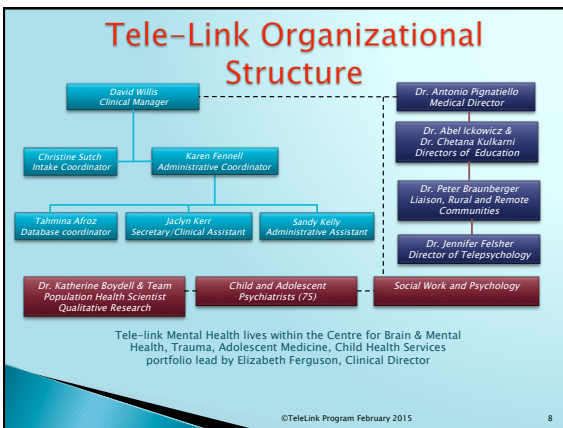 Tele-Link Organizational
Structure
David Willis
Clinical Manager
Dr. Antonio Pignatiello
Medical Director
Dr. Abel Ickowicz &
Dr. Chetana Kulkarni
Directors of Education
Christine Sutch
Intake Coordinator
Karen Fennell
Administrative Coordinator
Dr. Peter Braunberger
Liaison, Rural and Remote
Communities
Tahmina Afroz
Database coordinator
Jaclyn Kerr
Secretary/Clinical Assistant
Sandy Kelly
Administrative Assistant
Dr. Jennifer Felsher
Director of Telepsychology
Dr. Katherine Boydell & Team
Population Health Scientist
Qualitative Research
Child and Adolescent
Psychiatrists (75)
Social Work and Psychology
Tele-link Mental Health lives within the Centre for Brain & Mental
Health, Trauma, Adolescent Medicine, Child Health Services
portfolio lead by Elizabeth Ferguson, Clinical Director
©TeleLink Program February 2015
8